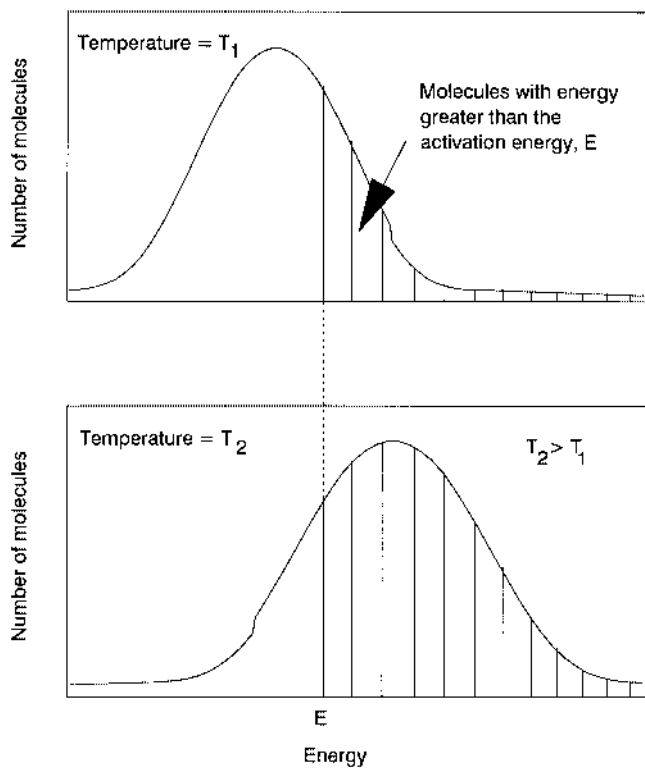 Temperature = T1
Molecules with energy
greater than the
activation energy, E
Number of molecules
Temperature = T2
T2> T1
Number of molecules
E
Energy